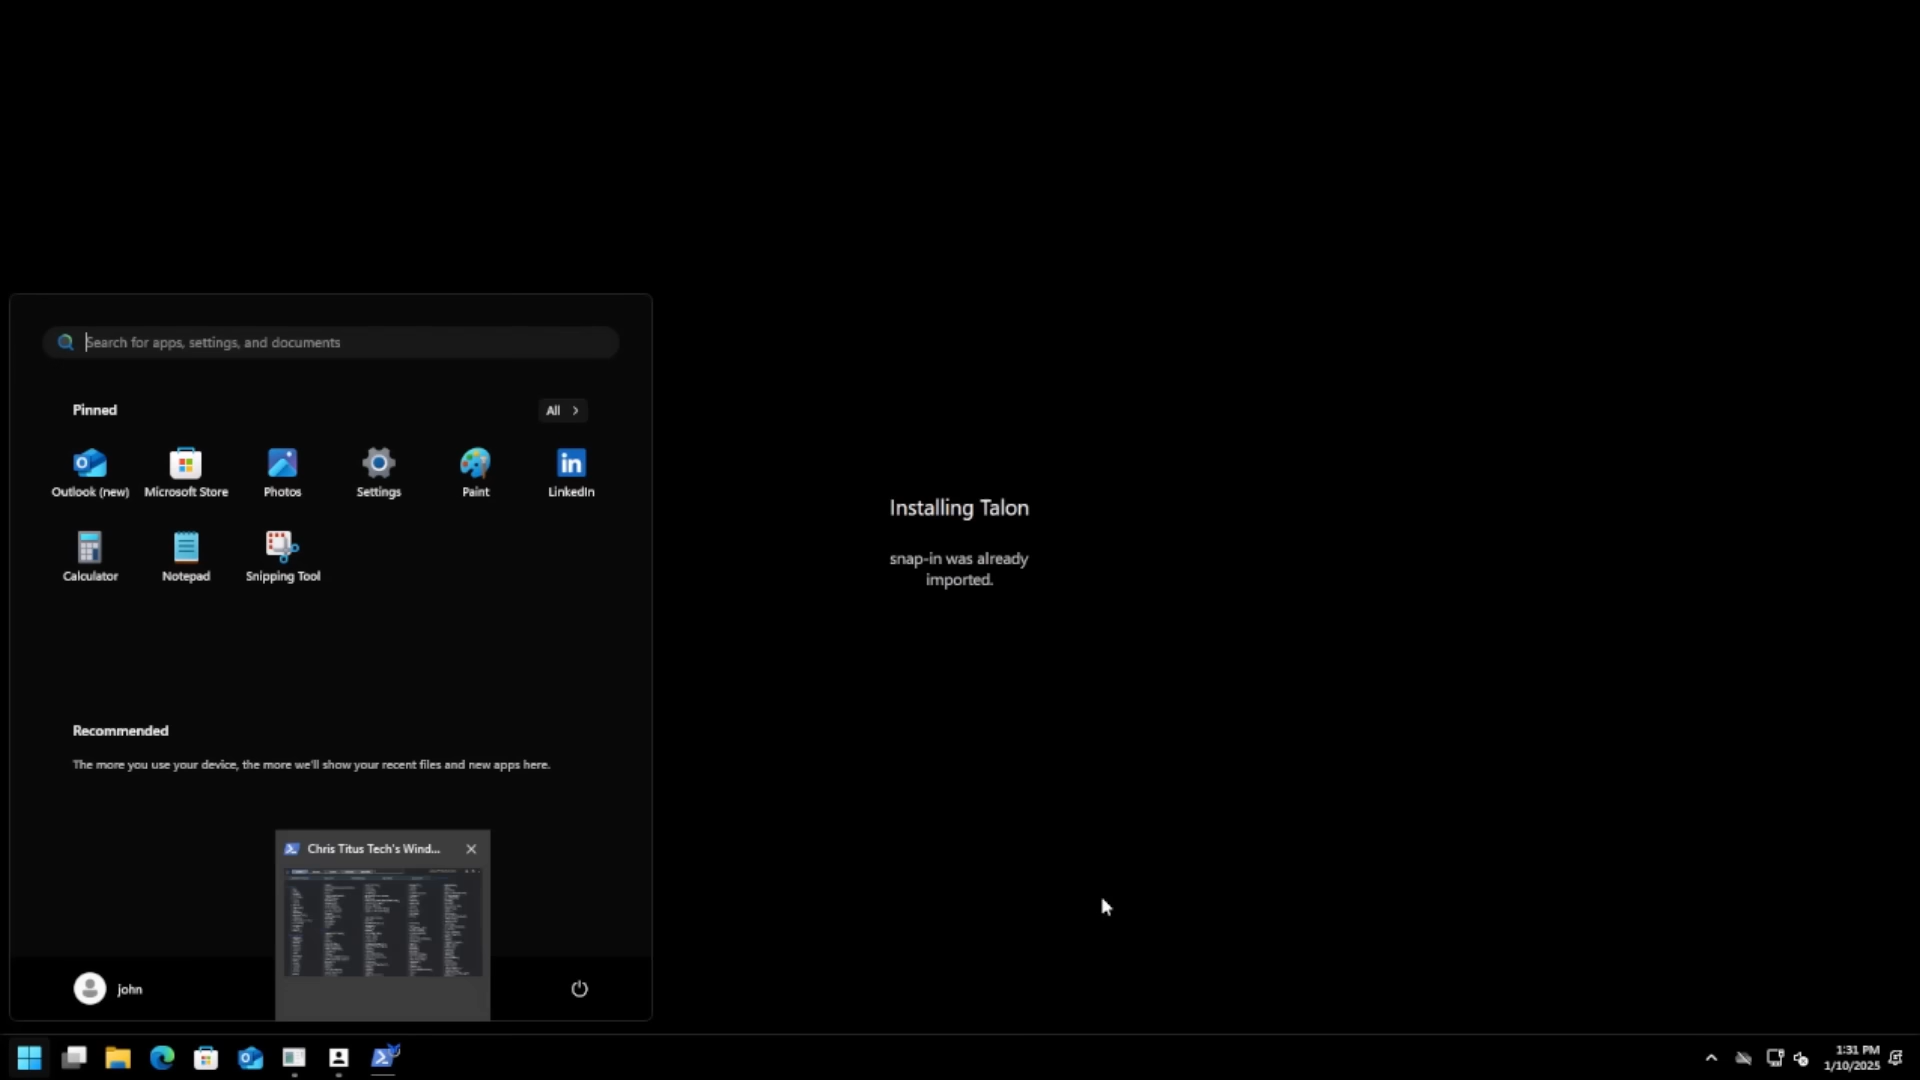 Search for apps, settings, and documents
Pinned
All
Outlook (new)
Microsoft Store
Photos
Settings
Paint
LinkedIn
Calculator
Notepad
Snipping Tool
Recommended
The more you use your device, the more we'll show your recent files and new apps here.
Chris Titus Tech's Wind...
john
Installing Talon
snap-in was already
imported.
1:31 PM
1/10/2025